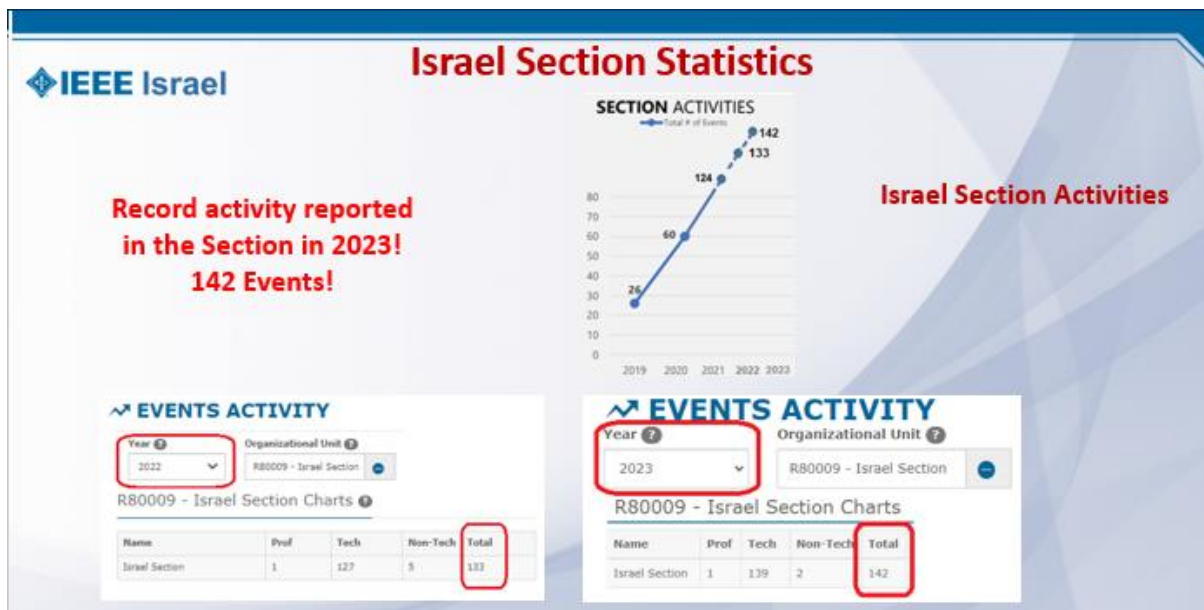 Israel Section Statistics
IEEE Israel
SECTION ACTIVITIES
Total # of Events
142
133
124
80
70
60
60
50
40
30
26
20
10
0
2019 2020 2021 2022 2023
Record activity reported
in the Section in 2023!
142 Events!
Israel Section Activities
EVENTS ACTIVITY
Year ? Organizational Unit ?
2022 R80009 - Israel Section
R80009 - Israel Section Charts ?
Name Prof Tech Non-Tech Total
Israel Section 1 127 5 133
EVENTS ACTIVITY
Year ? Organizational Unit ?
2023 R80009 - Israel Section
R80009 - Israel Section Charts
Name Prof Tech Non-Tech Total
Israel Section 1 139 2 142